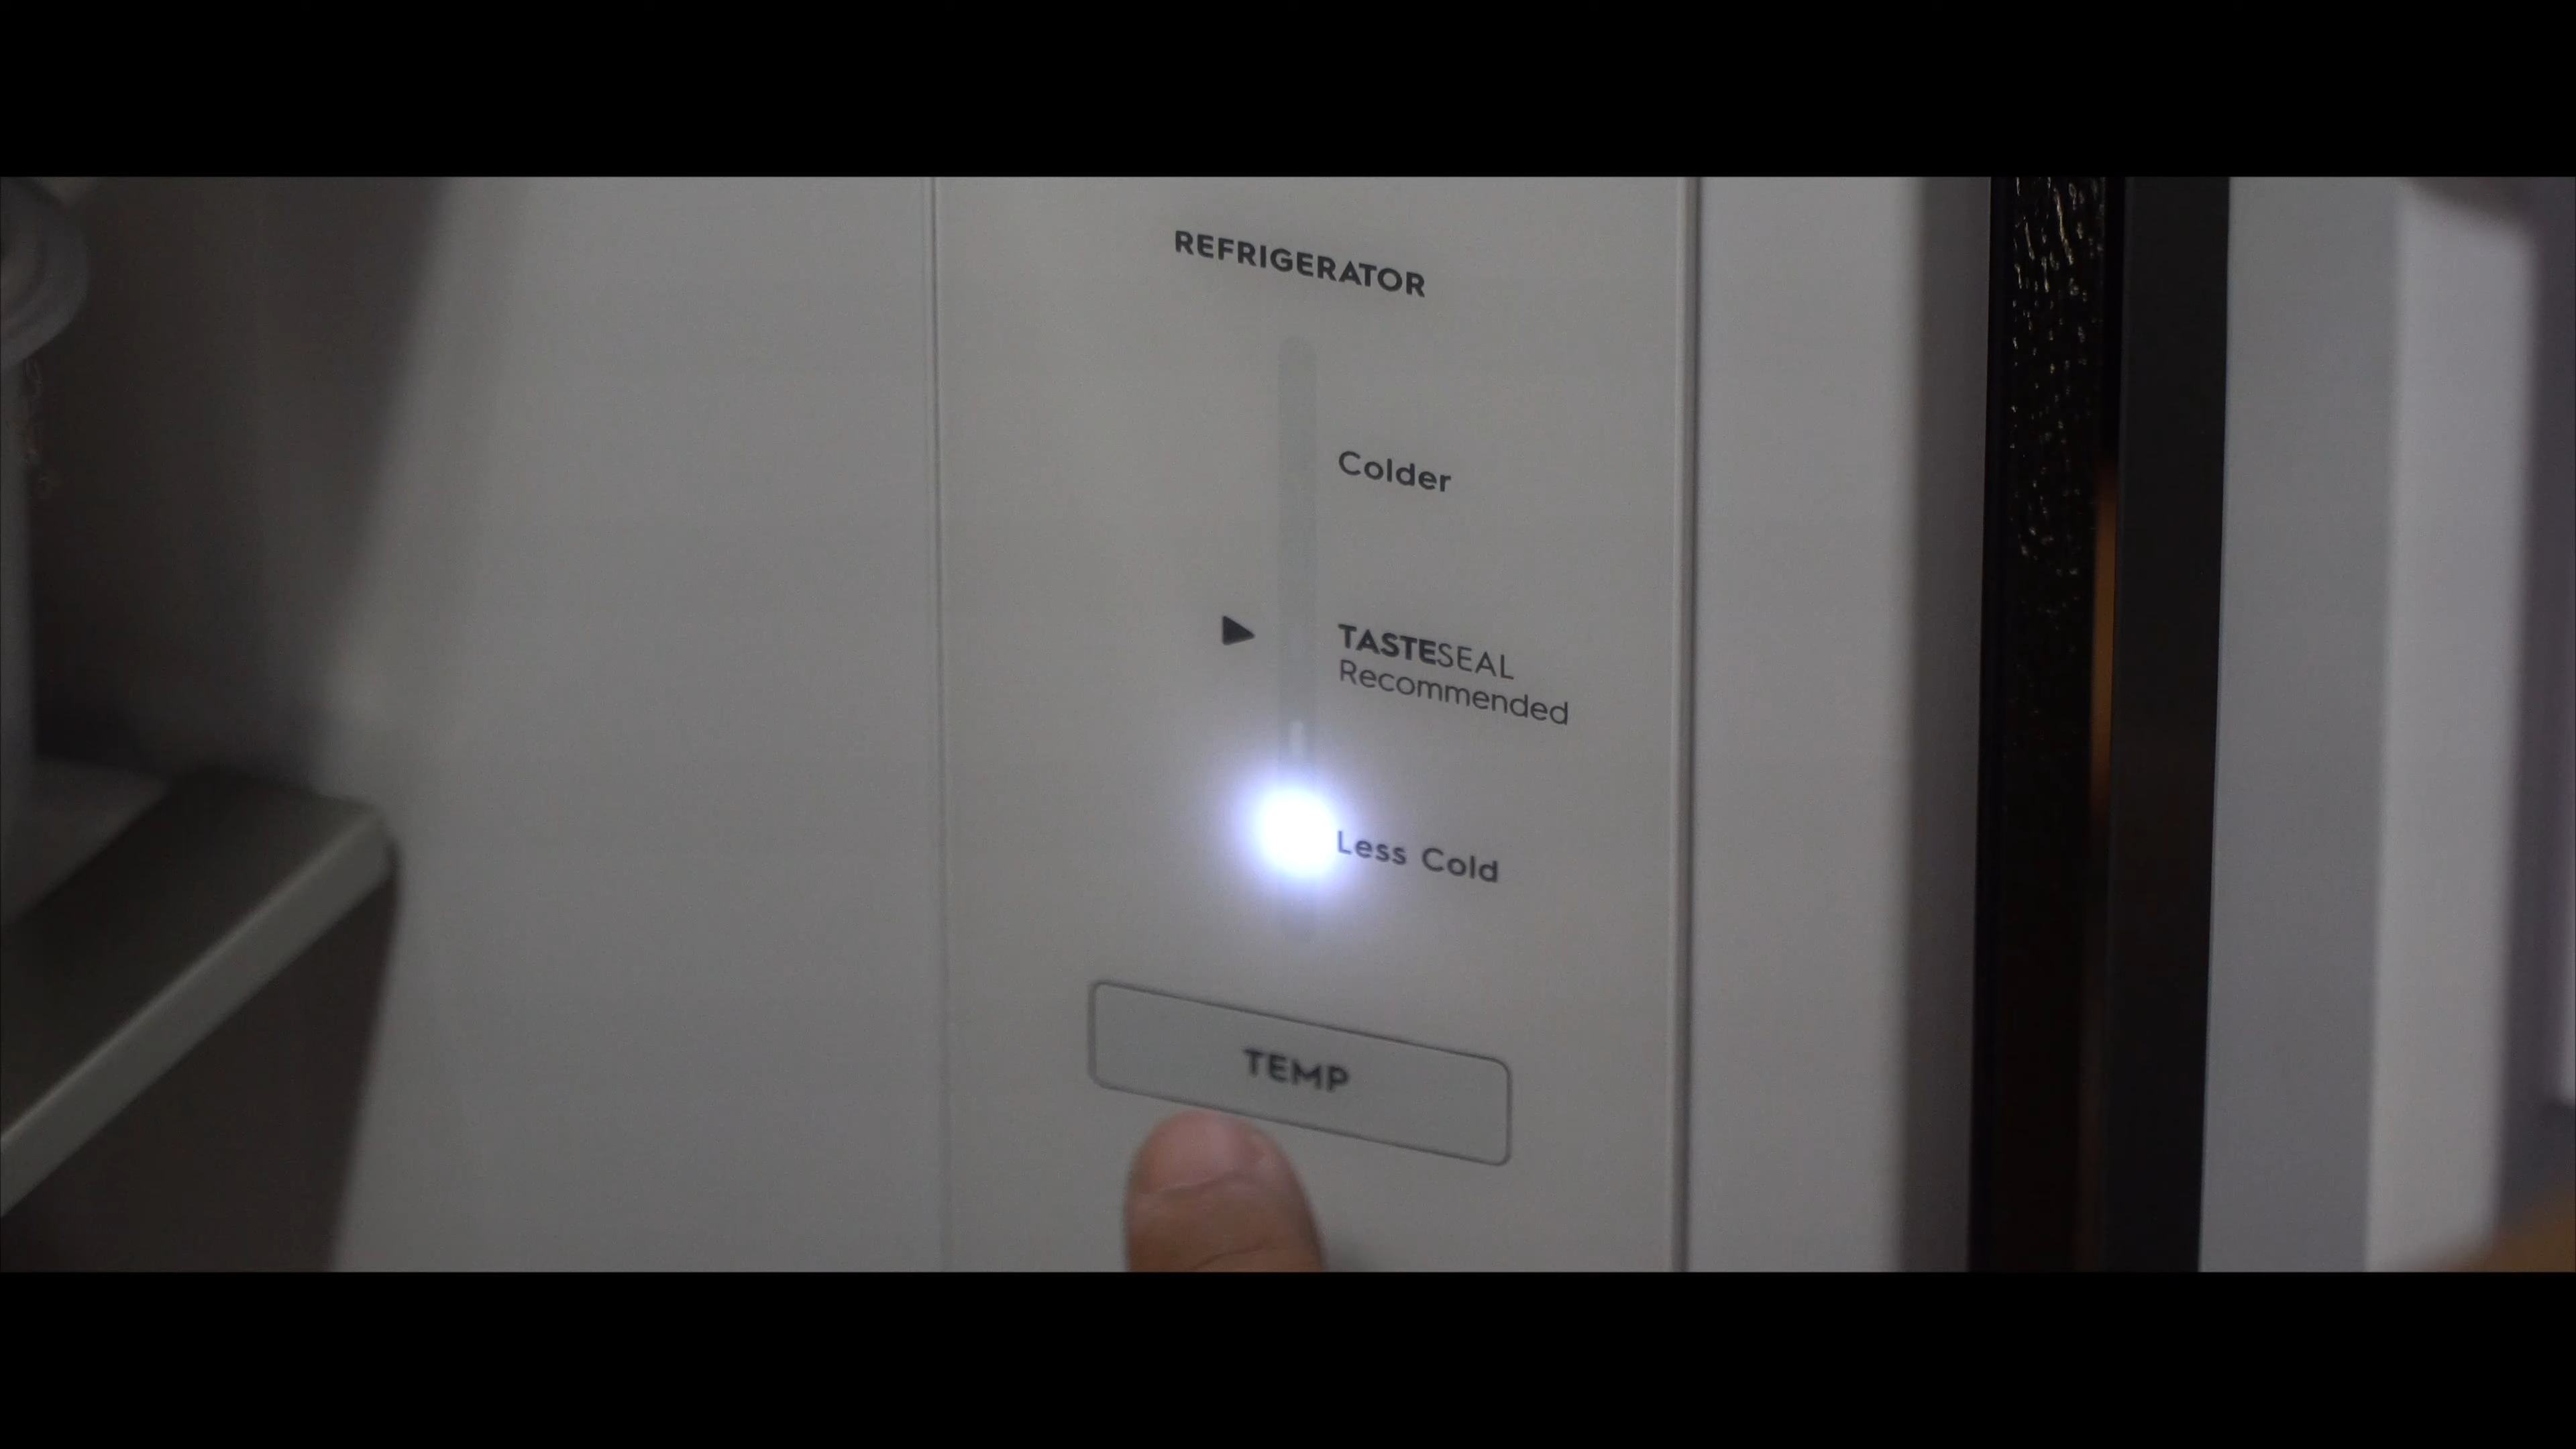 REFRIGERATOR
Colder
TASTESEAL
Recommended
Less Cold
TEMP